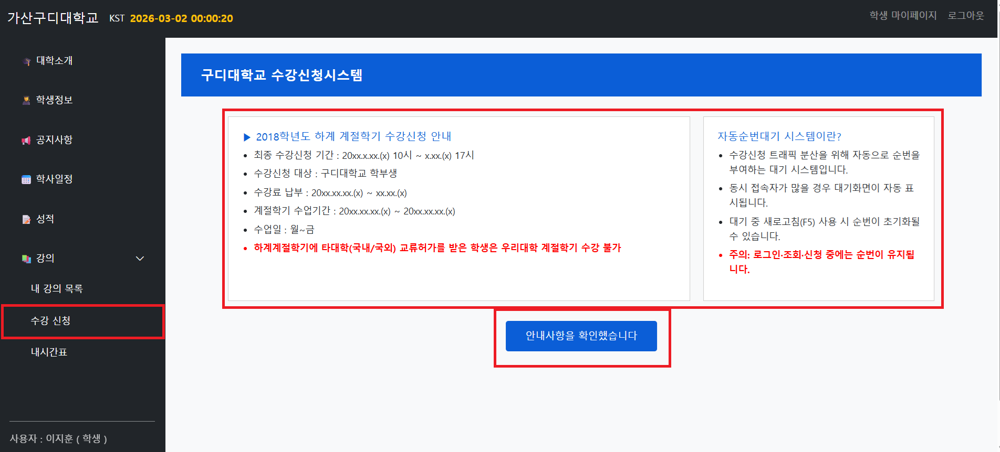 가산구디대학교 KST 2026-03-02 00:00:20
학생 마이페이지 로그아웃
대학소개
학생정보
공지사항
학사일정
성적
강의
내 강의 목록
수강 신청
내시간표
사용자 : 이지훈 ( 학생 )
구디대학교 수강신청시스템
▶ 2018학년도 하계 계절학기 수강신청 안내
• 최종 수강신청 기간 : 20xx.x.xx.(x) 10시 ~ x.xx.(x) 17시
• 수강신청 대상 : 구디대학교 학부생
• 수강료 납부 : 20xx.xx.xx.(x) ~ xx.xx.(x)
• 계절학기 수업기간 : 20xx.xx.xx.(x) ~ 20xx.xx.xx.(x)
• 수업일 : 월~금
• 하계계절학기에 타대학(국내/국외) 교류허가를 받은 학생은 우리대학 계절학기 수강 불가
자동순번대기 시스템이란?
• 수강신청 트래픽 분산을 위해 자동으로 순번을
부여하는 대기 시스템입니다.
• 동시 접속자가 많을 경우 대기화면이 자동 표
시됩니다.
• 대기 중 새로고침(F5) 사용 시 순번이 초기화될
수 있습니다.
• 주의: 로그인·조회·신청 중에는 순번이 유지됩
니다.
안내사항을 확인했습니다